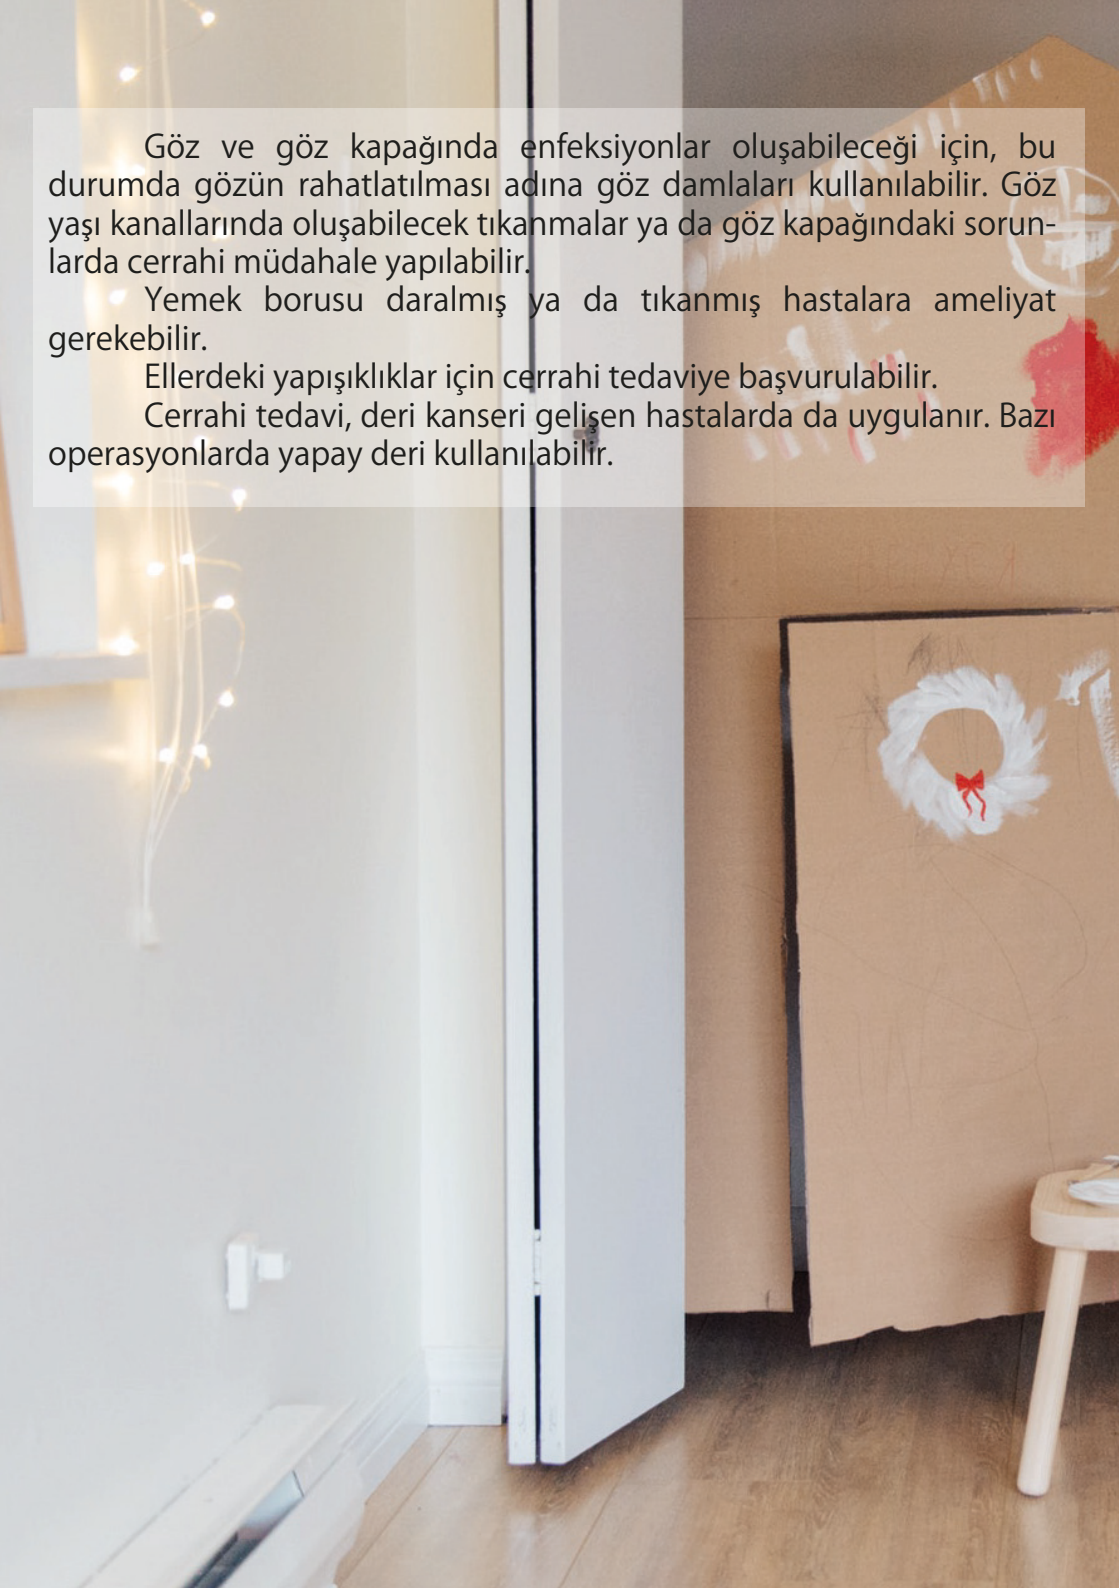 Göz ve göz kapağında enfeksiyonlar oluşabileceği için, bu
durumda gözün rahatlatılması adına göz damlaları kullanılabilir. Göz
yaşı kanallarında oluşabilecek tıkanmalar ya da göz kapağındaki sorun-
larda cerrahi müdahale yapılabilir.
Yemek borusu daralmış ya da tıkanmış hastalara ameliyat
gerekebilir.
Ellerdeki yapışıklıklar için cerrahi tedaviye başvurulabilir.
Cerrahi tedavi, deri kanseri gelişen hastalarda da uygulanır. Bazı
operasyonlarda yapay deri kullanılabilir.